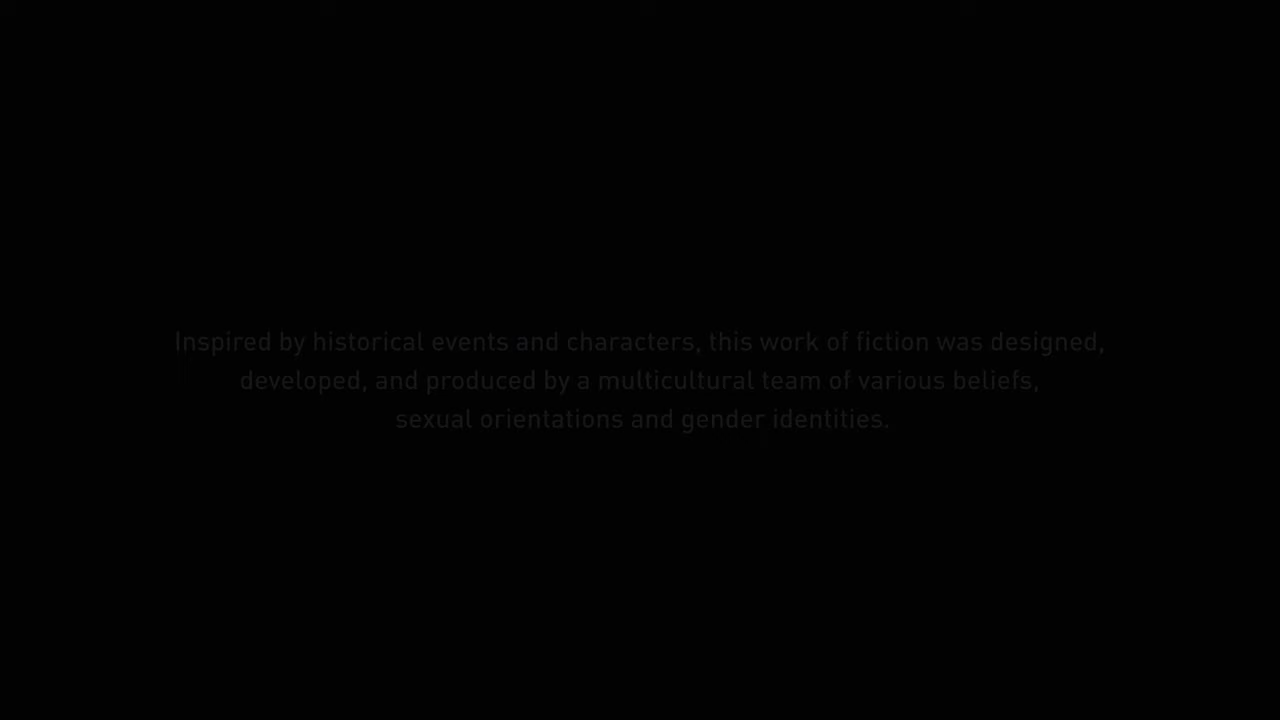 Inspired by historical events and characters, this work of fiction was designed,
developed, and produced by a multicultural team of various beliefs,
sexual orientations and gender identities.